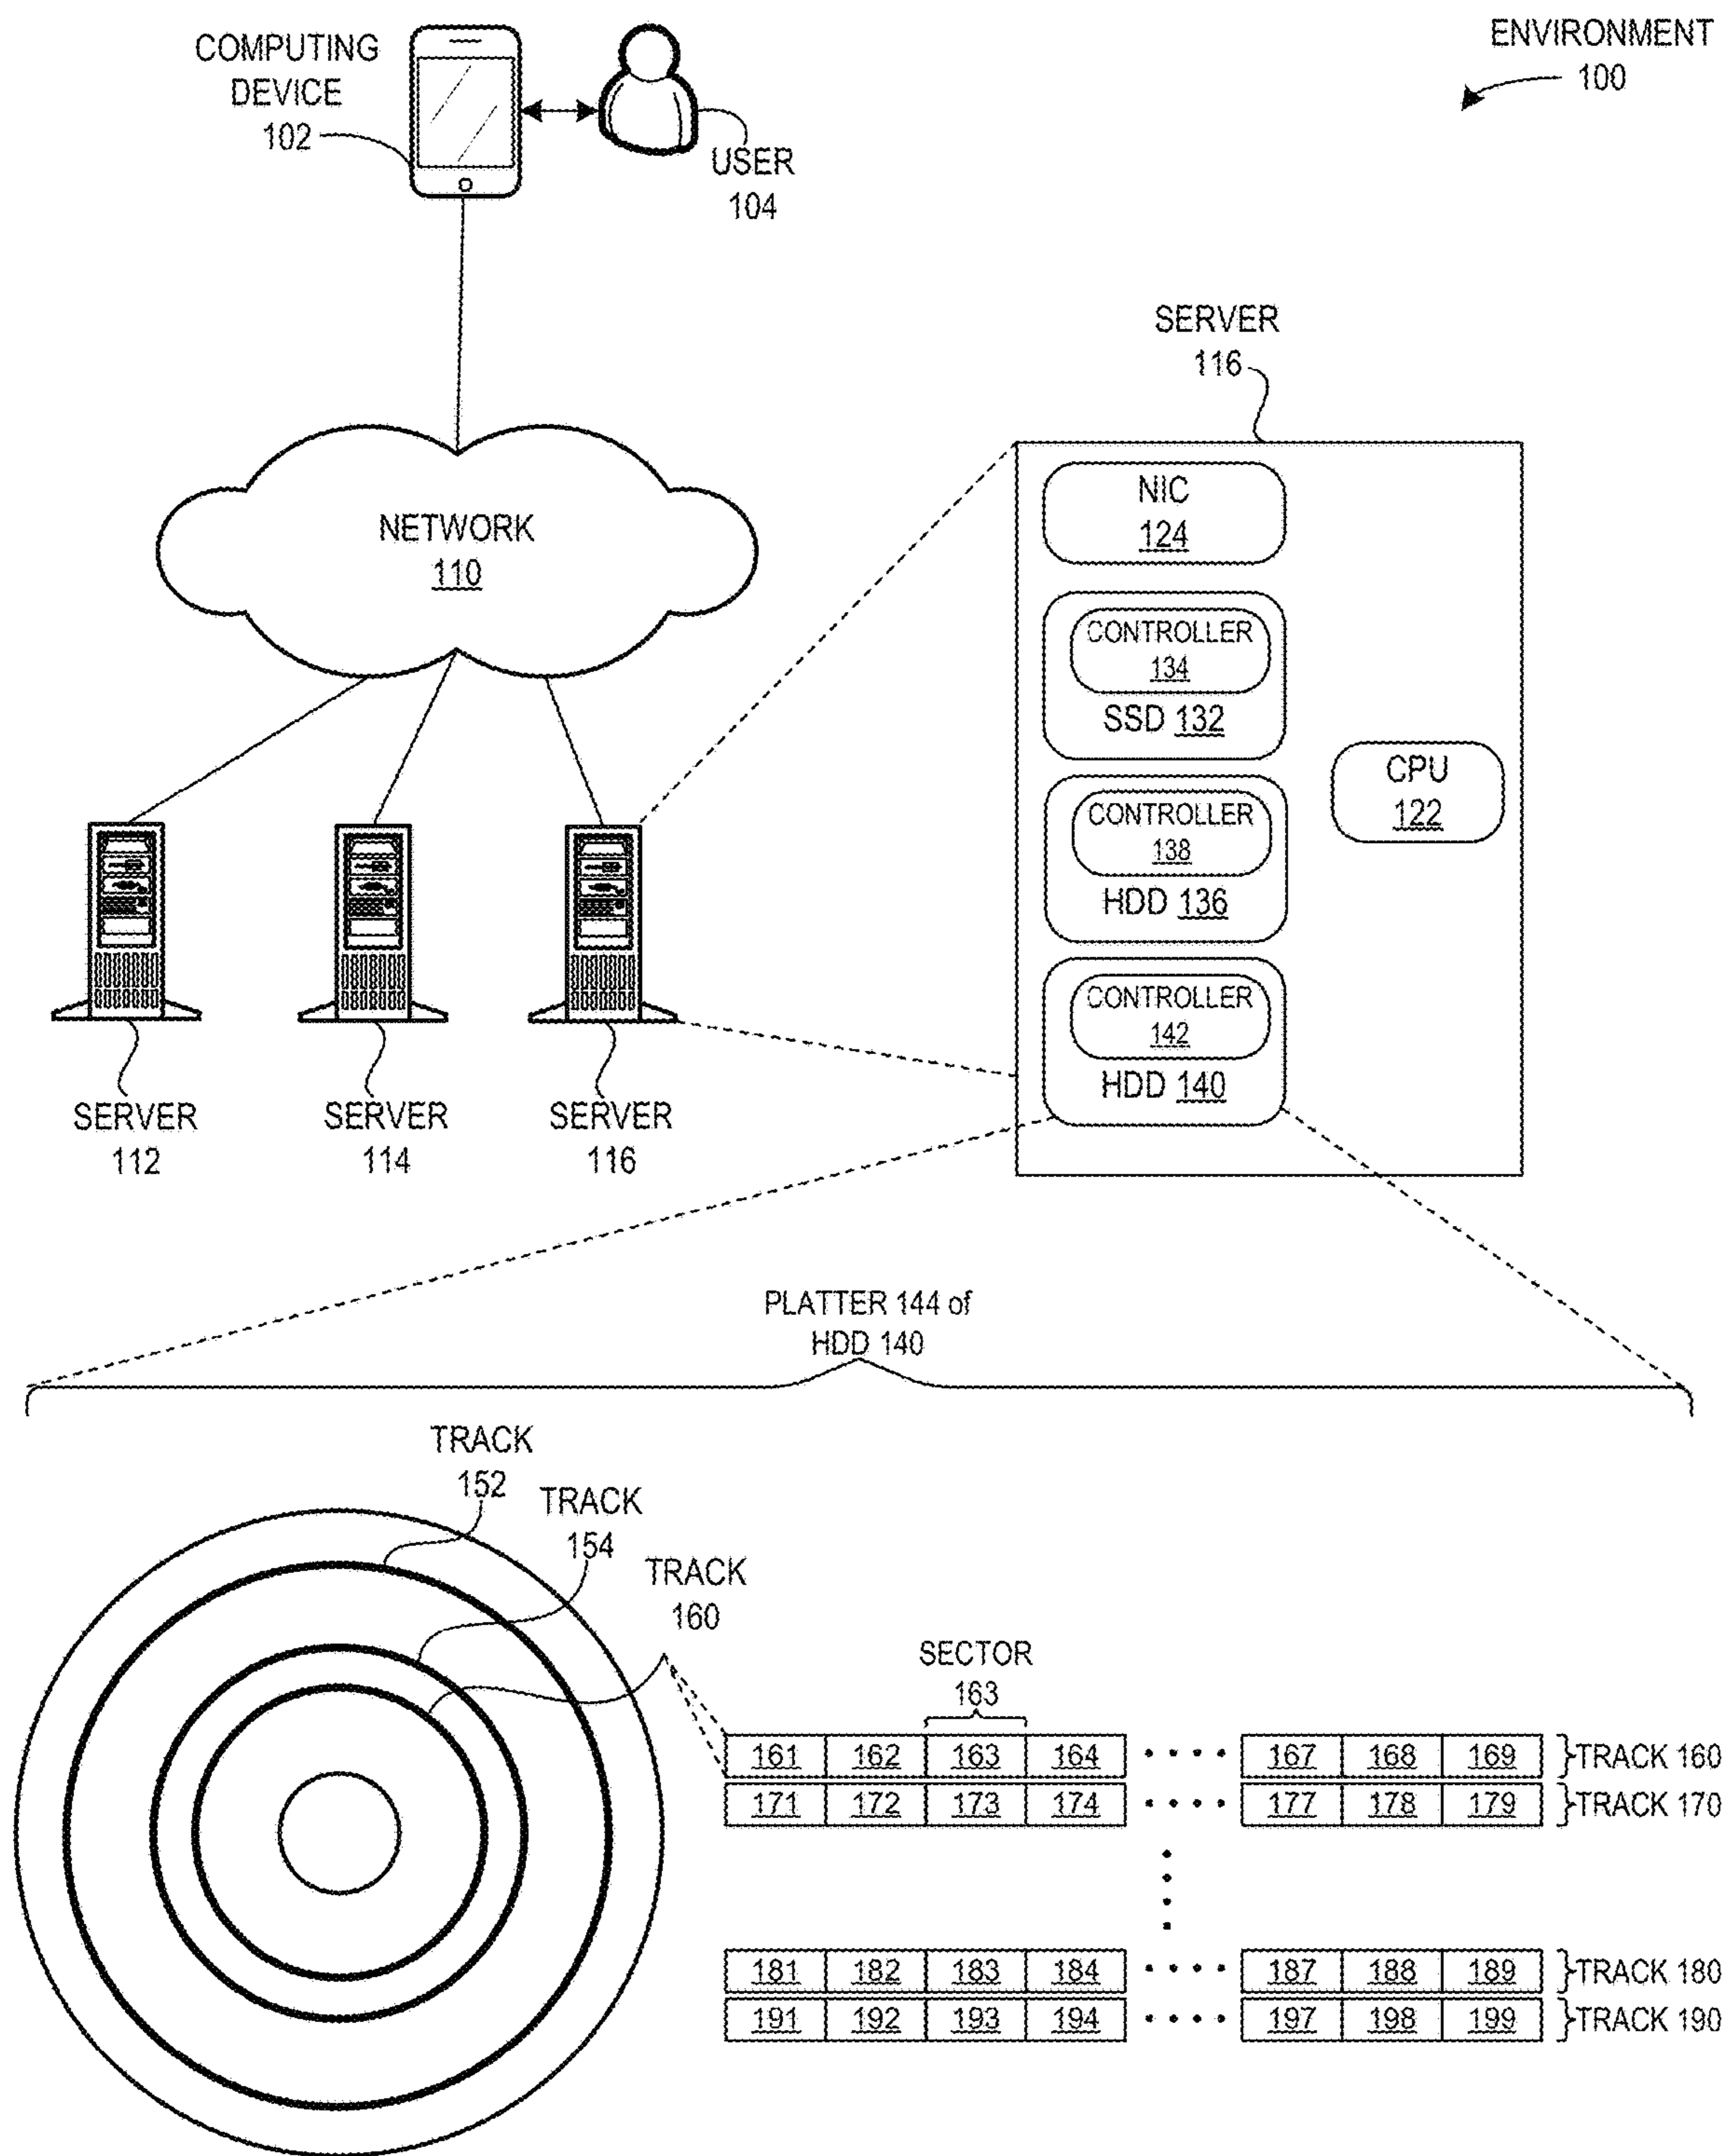 ENVIRONMENT
100
COMPUTING
DEVICE
102
USER
104
SERVER
116
NETWORK
110
NIC
124
CONTROLLER
134
SSD 132
CPU
122
CONTROLLER
138
HDD 136
CONTROLLER
142
HDD 140
SERVER
112
SERVER
114
SERVER
116
PLATTER 144 of
HDD 140
TRACK
152
TRACK
154
TRACK
160
SECTOR
163
161 162 163 164 .... 167 168 169 TRACK 160
171 172 173 174 .... 177 178 179 TRACK 170
181 182 183 184 .... 187 188 189 TRACK 180
191 192 193 194 .... 197 198 199 TRACK 190